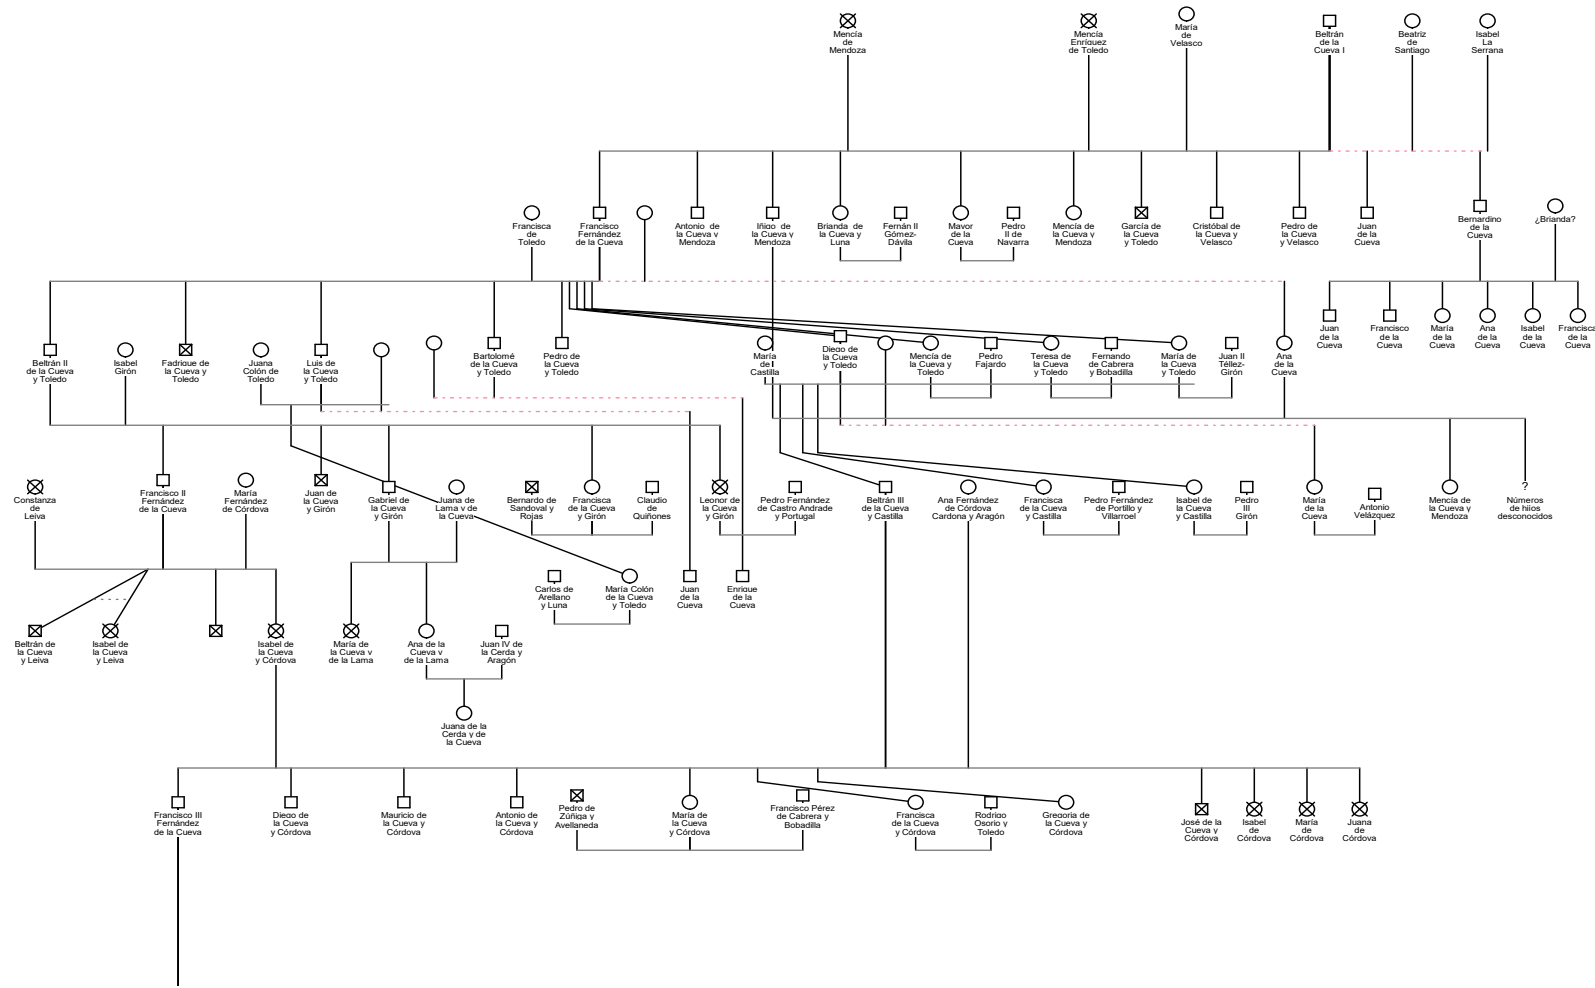 Mencía
de
Mendoza
Mencía
Enríquez
de Toledo
María
de
Velasco
Beltrán
de la
Cueva I
Beatriz
de
Santiago
Isabel
La
Serrana
Francisca
de
Toledo
Francisco
Fernández
de la Cueva
Antonio de
la Cueva y
Mendoza
Iñigo de
la Cueva y
Mendoza
Brianda de
la Cueva y
Luna
Fernán II
Gómez-
Dávila
Mayor
de la
Cueva
Pedro
II de
Navarra
Mencía de
la Cueva y
Mendoza
García de
la Cueva
y Toledo
Cristóbal de
la Cueva y
Velasco
Pedro de
la Cueva
y Velasco
Juan
de la
Cueva
Bernardino
de la
Cueva
¿Brianda?
Juan
de la
Cueva
Francisco
de la
Cueva
María
de la
Cueva
Ana
de la
Cueva
Isabel
de la
Cueva
Francisca
de la
Cueva
Beltrán II
de la Cueva
y Toledo
Isabel
Girón
Fadrique de
la Cueva y
Toledo
Juana
Colón de
Toledo
Luis de
la Cueva
y Toledo
Bartolomé
de la Cueva
y Toledo
Pedro de
la Cueva
y Toledo
María
de
Castilla
Diego de
la Cueva
y Toledo
Mencía de
la Cueva y
Toledo
Pedro
Fajardo
Teresa de
la Cueva y
Toledo
Fernando
de Cabrera
y Bobadilla
María de
la Cueva
y Toledo
Juan II
Téllez-
Girón
Ana
de la
Cueva
Constanza
de
Leiva
Francisco II
Fernández
de la Cueva
María
Fernández
de Córdova
Juan de
la Cueva
y Girón
Gabriel de
la Cueva
y Girón
Juana de
Lama y de
la Cueva
Bernardo de
Sandoval y
Rojas
Francisca
de la Cueva
y Girón
Claudio
de
Quiñones
Leonor de
la Cueva
y Girón
Pedro Fernández
de Castro Andrade
y Portugal
Beltrán III
de la Cueva
y Castilla
Ana Fernández
de Córdova
Cardona y Aragón
Francisca
de la Cueva
y Castilla
Pedro Fernández
de Portillo y
Villarroel
Isabel de
la Cueva
y Castilla
Pedro
III
Girón
María
de la
Cueva
Antonio
Velázquez
Mencía de
la Cueva y
Mendoza
?
Números
de hijos
desconocidos
Carlos de
Arellano
y Luna
María Colón
de la Cueva
y Toledo
Juan
de la
Cueva
Enrique
de la
Cueva
Beltrán de
la Cueva
y Leiva
Isabel de
la Cueva
y Leiva
Isabel de
la Cueva
y Córdova
María de
la Cueva y
de la Lama
Ana de la
Cueva y
de la Lama
Juan IV de
la Cerda y
Aragón
Juana de la
Cerda y de
la Cueva
Francisco III
Fernández
de la Cueva
Diego de
la Cueva
y Córdova
Mauricio de
la Cueva y
Córdova
Antonio de
la Cueva y
Córdova
Pedro de
Zúñiga y
Avellaneda
María de
la Cueva
y Córdova
Francisco Pérez
de Cabrera y
Bobadilla
Francisca
de la Cueva
y Córdova
Rodrigo
Osorio y
Toledo
Gregoria de
la Cueva y
Córdova
José de la
Cueva y
Córdova
Isabel
de
Córdova
María
de
Córdova
Juana
de
Córdova